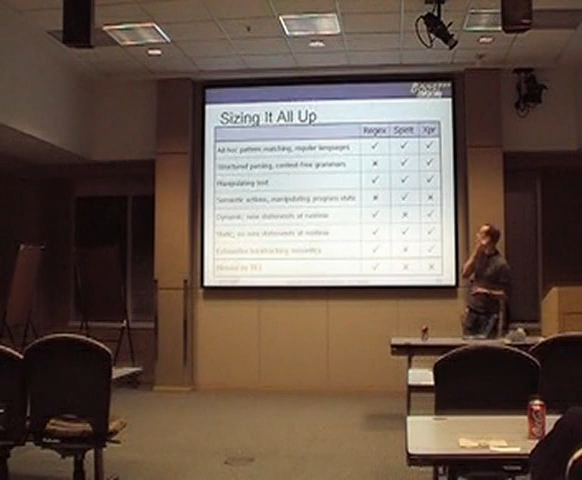 Boost
Sizing It All Up
Regex Spirit Xpr
Ad-hoc pattern matching, regular languages ✓ ✓ ✓
Structured parsing, context-free grammars × ✓ ✓
Manipulating text ✓ ✓ ✓
Semantic actions, manipulating program state × ✓ ×
Dynamic; new statements at runtime ✓ × ✓
Static; no new statements at runtime ✓ ✓ ✓
Exhaustive backtracking semantics ✓ × ✓
✓ × ×